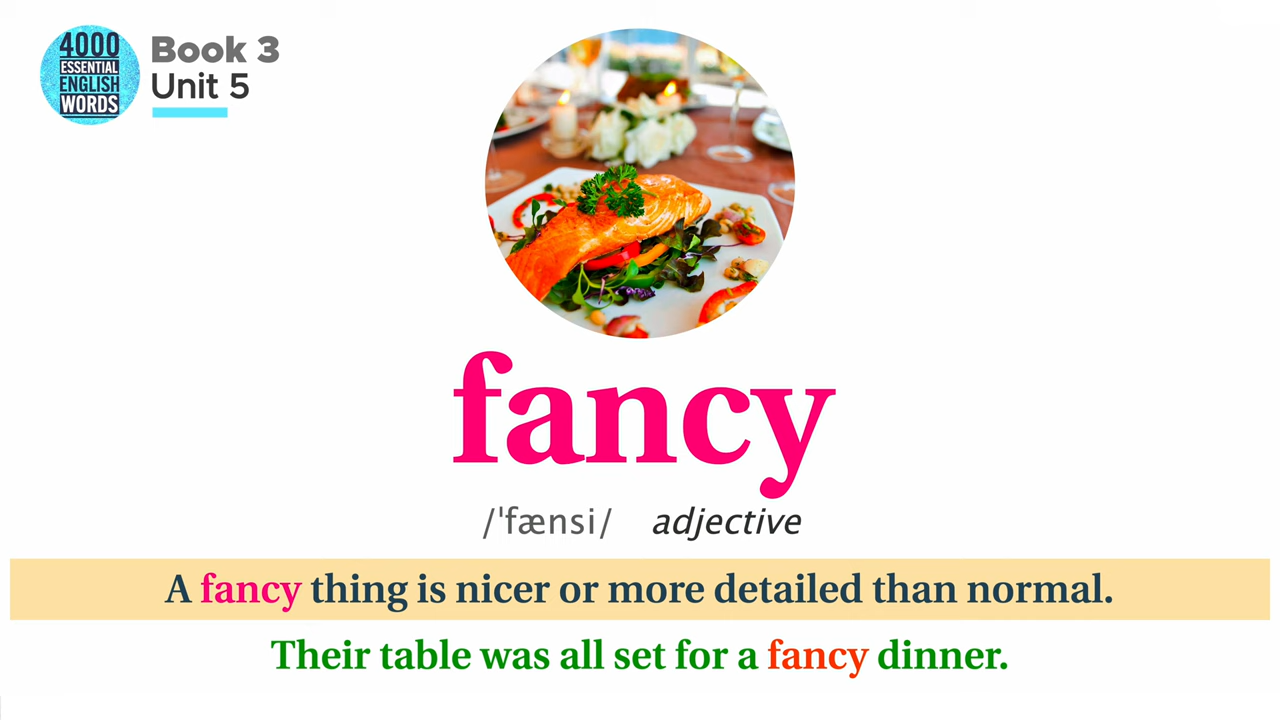 4000
ESSENTIAL
ENGLISH
WORDS
Book 3
Unit 5
fancy
/ˈfænsi/ adjective
A fancy thing is nicer or more detailed than normal.
Their table was all set for a fancy dinner.